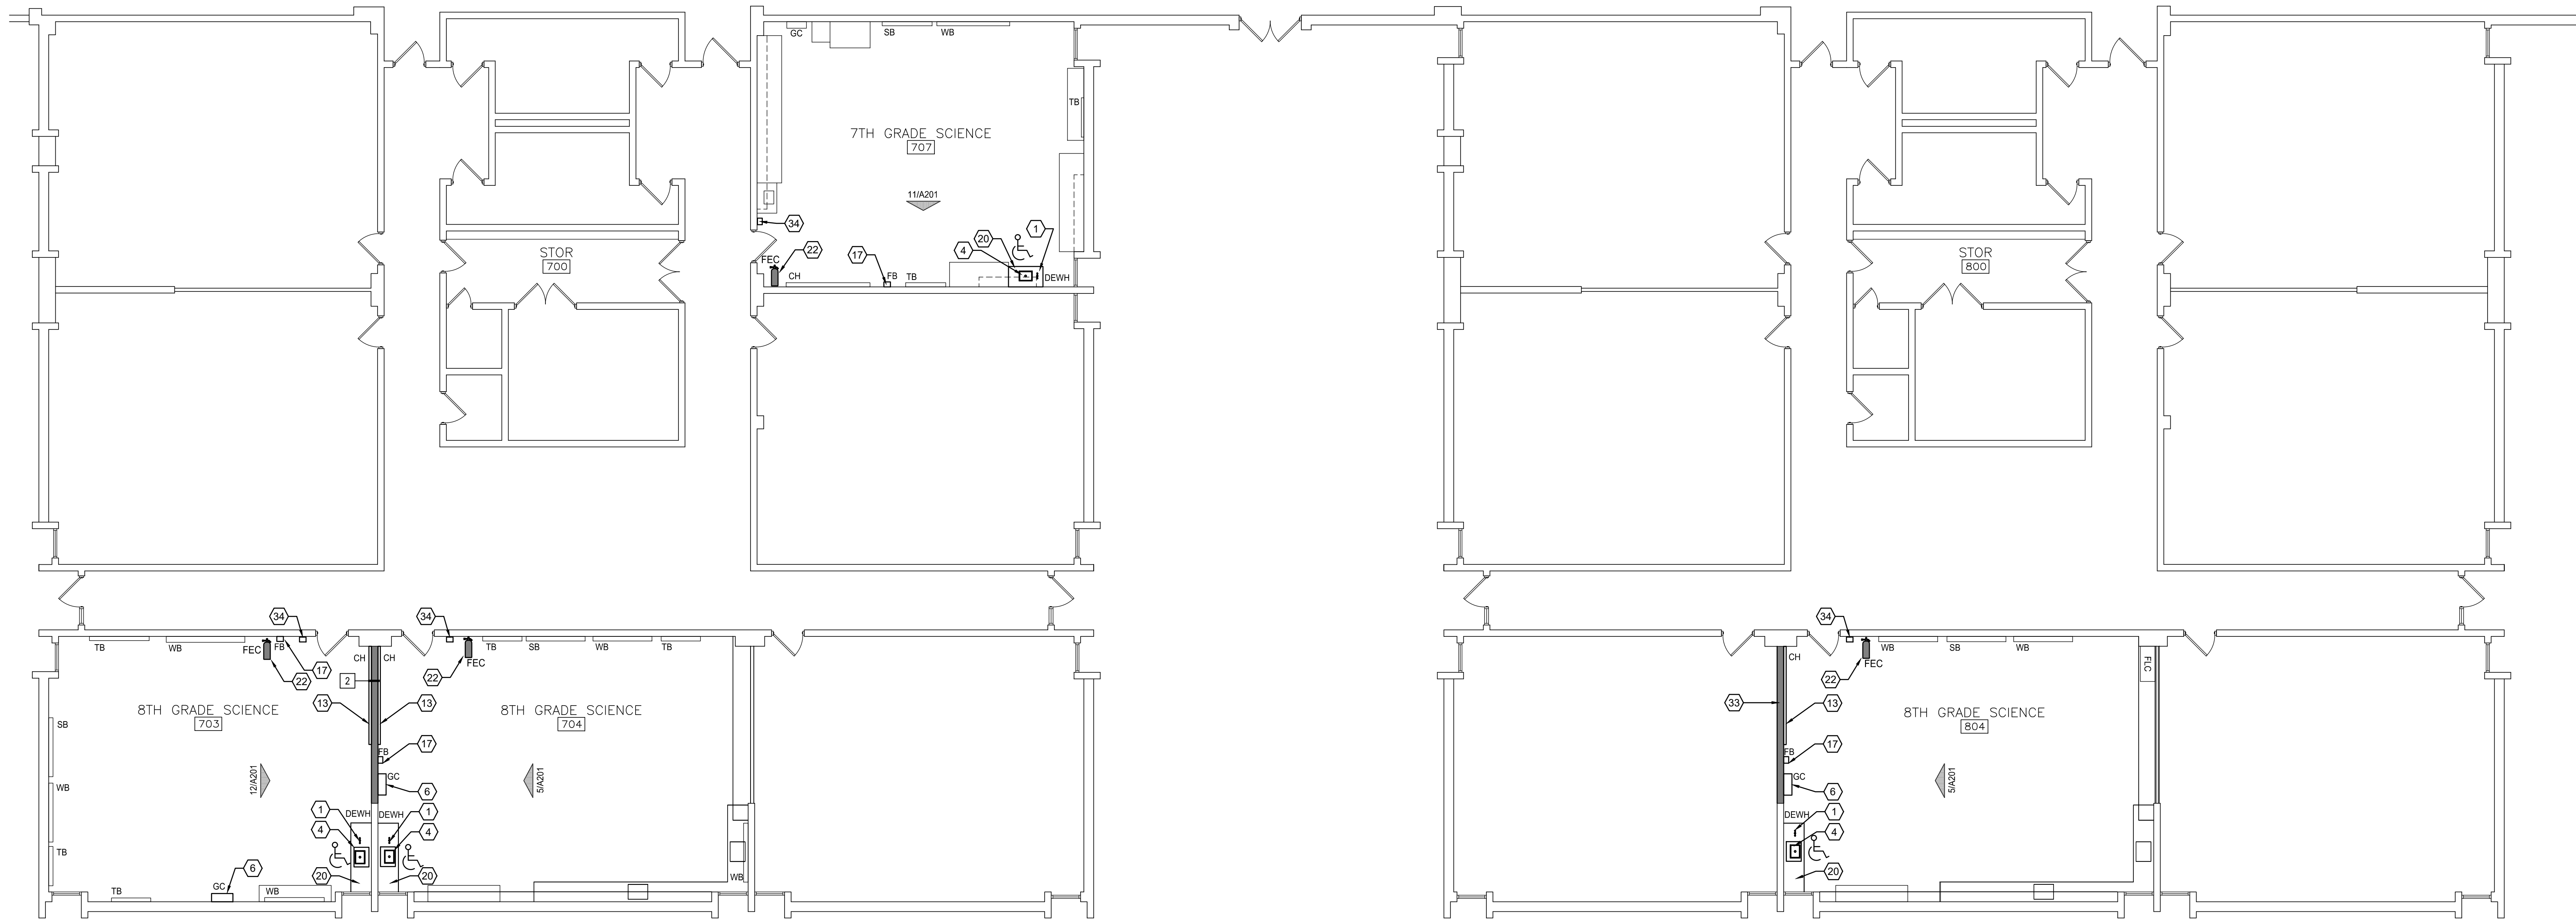 GC
SB
WB
TB
7TH GRADE SCIENCE
707
11/A201
34
20
1
4
22
17
FEC
CH
FB
TB
DEWH
STOR
700
STOR
800
34
34
TB
WB
FEC
FB
17
22
CH
CH
2
13
13
8TH GRADE SCIENCE
703
SB
WB
TB
12/A201
1
4
DEWH
DEWH
1
4
20
20
6
GC
TB
WB
22
FEC
TB
SB
WB
TB
8TH GRADE SCIENCE
704
FB
17
GC
6
5/A201
WB
34
22
FEC
WB
SB
WB
FLC
CH
33
13
8TH GRADE SCIENCE
804
FB
17
GC
6
5/A201
DEWH
1
4
20